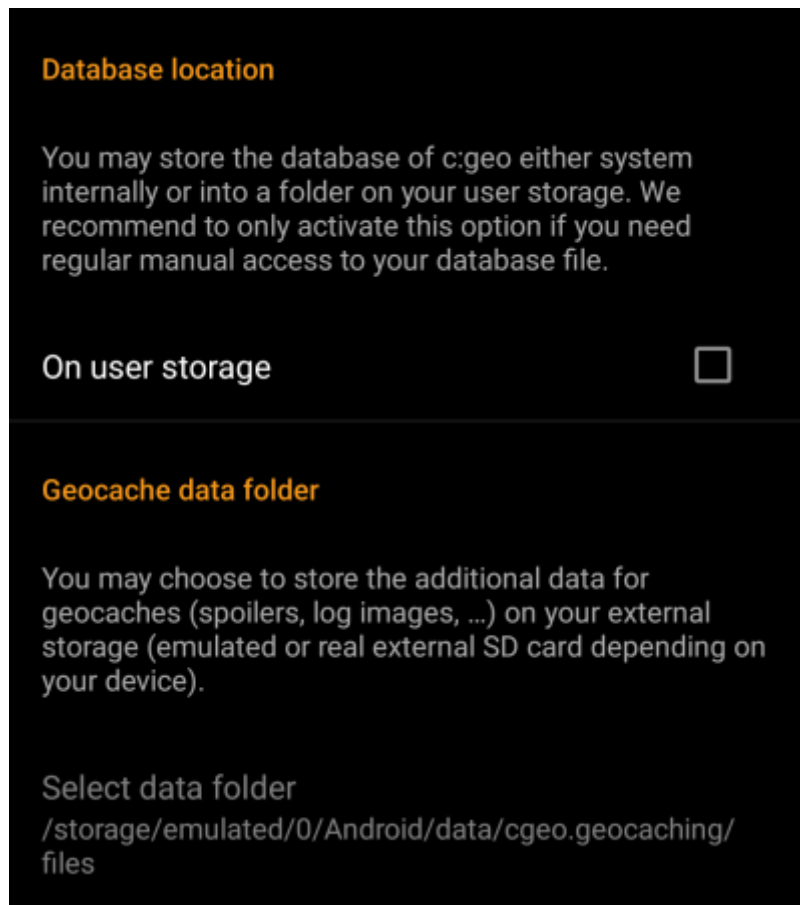 Database location
You may store the database of c:geo either system
internally or into a folder on your user storage. We
recommend to only activate this option if you need
regular manual access to your database file.
On user storage
Geocache data folder
You may choose to store the additional data for
geocaches (spoilers, log images, …) on your external
storage (emulated or real external SD card depending on
your device).
Select data folder
/storage/emulated/0/Android/data/cgeo.geocaching/
files